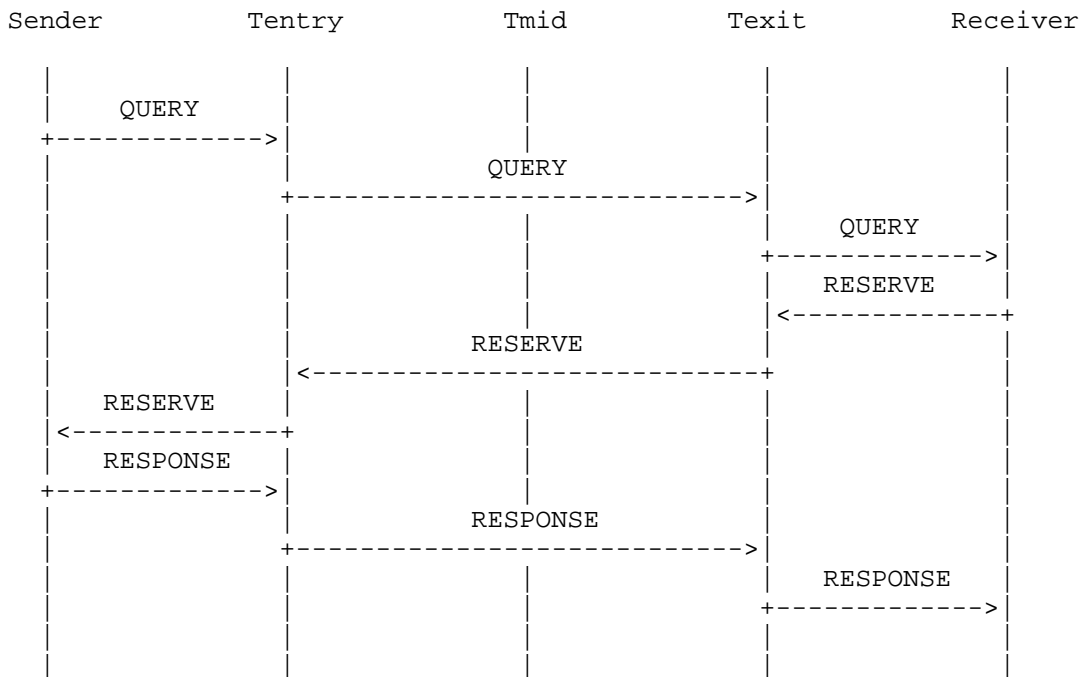 Sender Tentry Tmid Texit Receiver
QUERY
QUERY
QUERY
RESERVE
RESERVE
RESERVE
RESPONSE
RESPONSE
RESPONSE